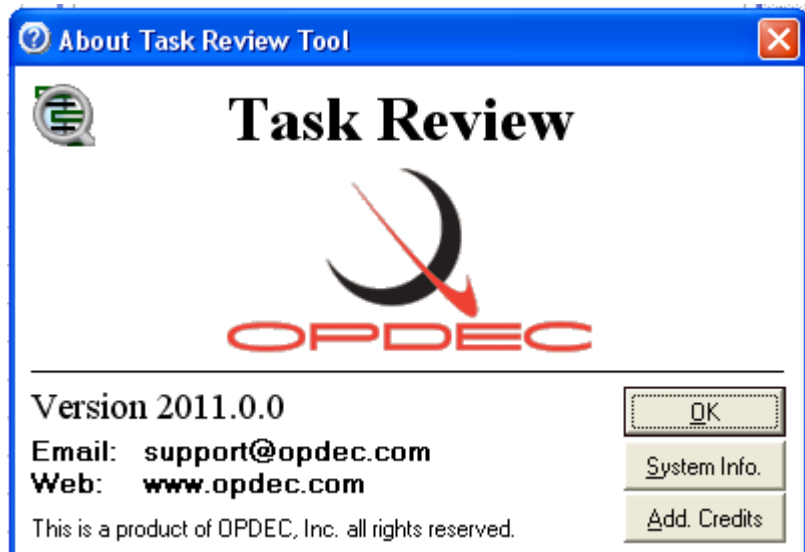 About Task Review Tool
Task Review
OPDEC
Version 2011.0.0
OK
Email: support@opdec.com
System Info.
Web: www.opdec.com
This is a product of OPDEC, Inc. all rights reserved.
Add. Credits